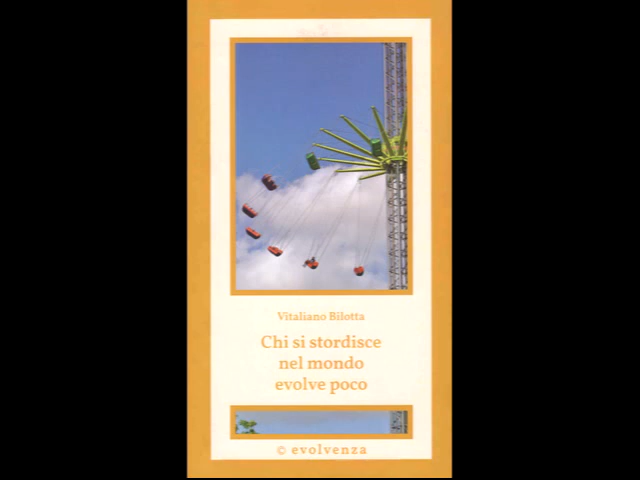 Vitaliano Bilotta
Chi si stordisce
nel mondo
evolve poco
© evolvenza